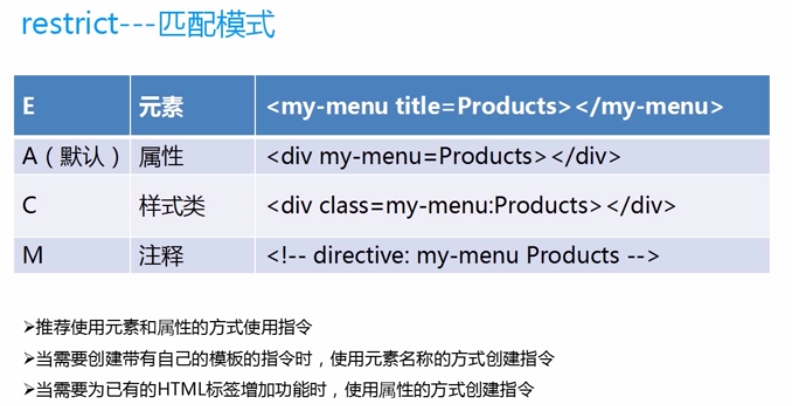 restrict---匹配模式
E 元素 <my-menu title=Products></my-menu>
A（默认） 属性 <div my-menu=Products></div>
C 样式类 <div class=my-menu:Products></div>
M 注释 <!-- directive: my-menu Products -->
➢推荐使用元素和属性的方式使用指令
➢当需要创建带有自己的模板的指令时，使用元素名称的方式创建指令
➢当需要为已有的HTML标签增加功能时，使用属性的方式创建指令